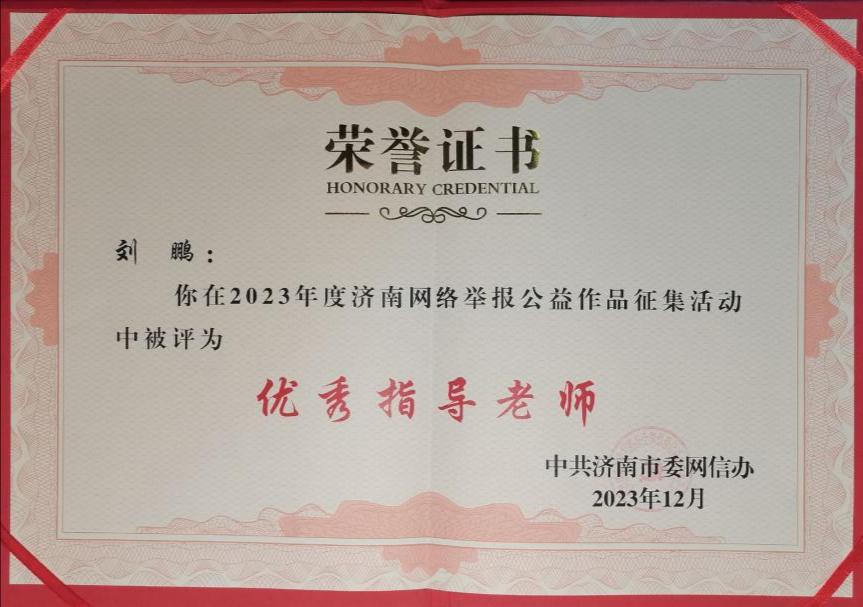 荣誉证书
HONORARY CREDENTIAL
刘 鹏：
你在2023年度济南网络举报公益作品征集活动
中被评为
优秀指导老师
中共济南市委网信办
2023年12月